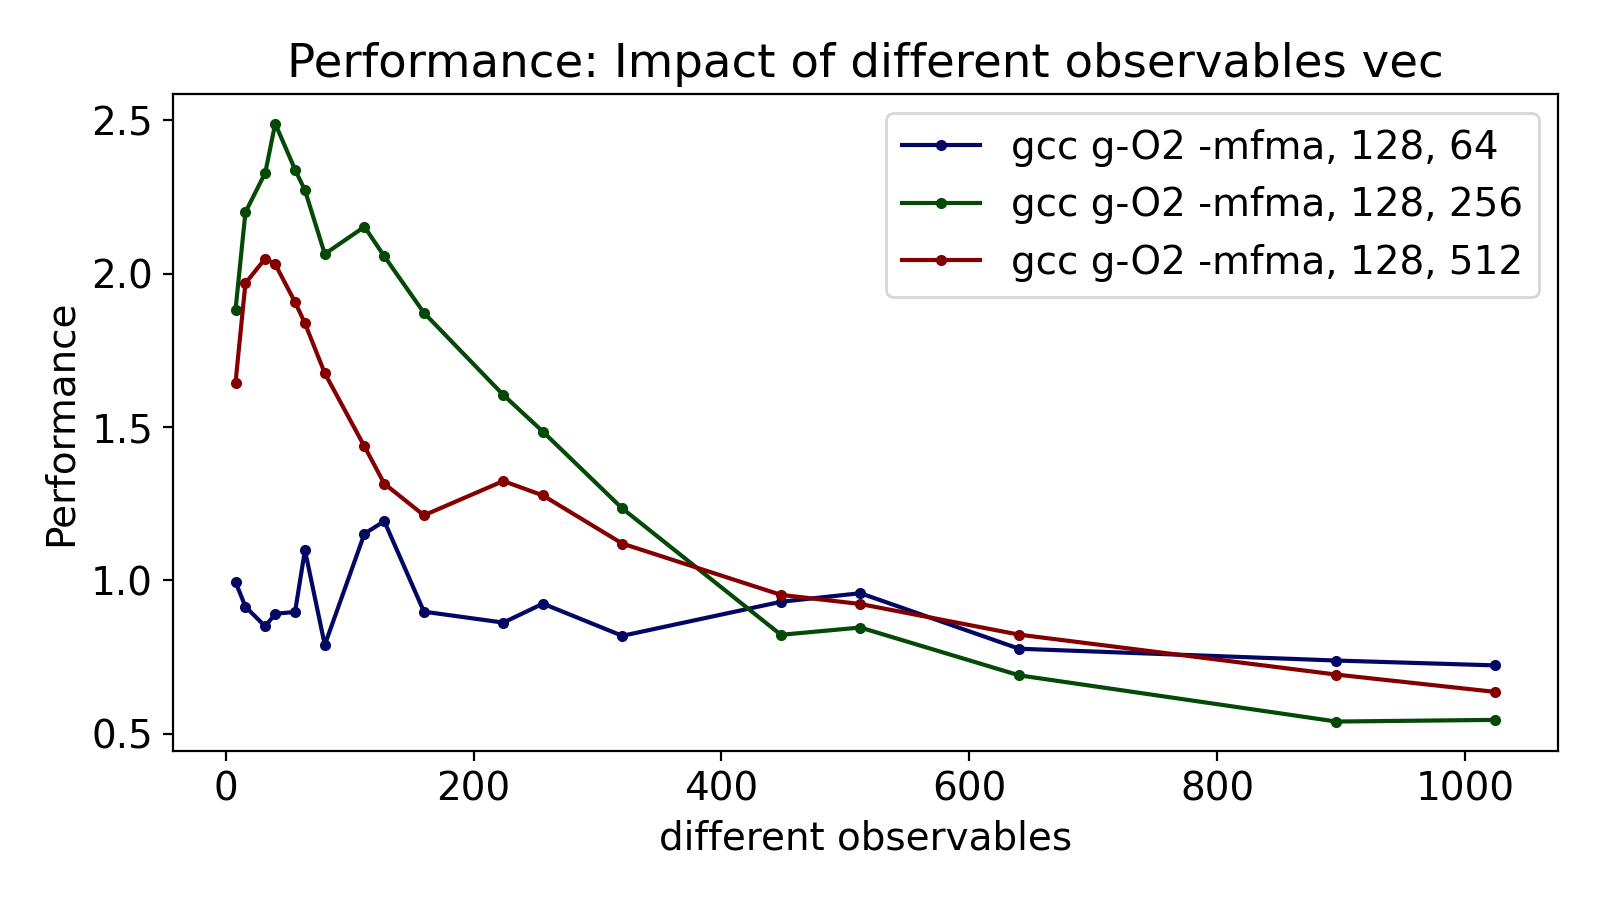 Performance: Impact of different observables vec
2.5
2.0
1.5
1.0
0.5
Performance
gcc g-O2 -mfma, 128, 64
gcc g-O2 -mfma, 128, 256
gcc g-O2 -mfma, 128, 512
0 200 400 600 800 1000
different observables